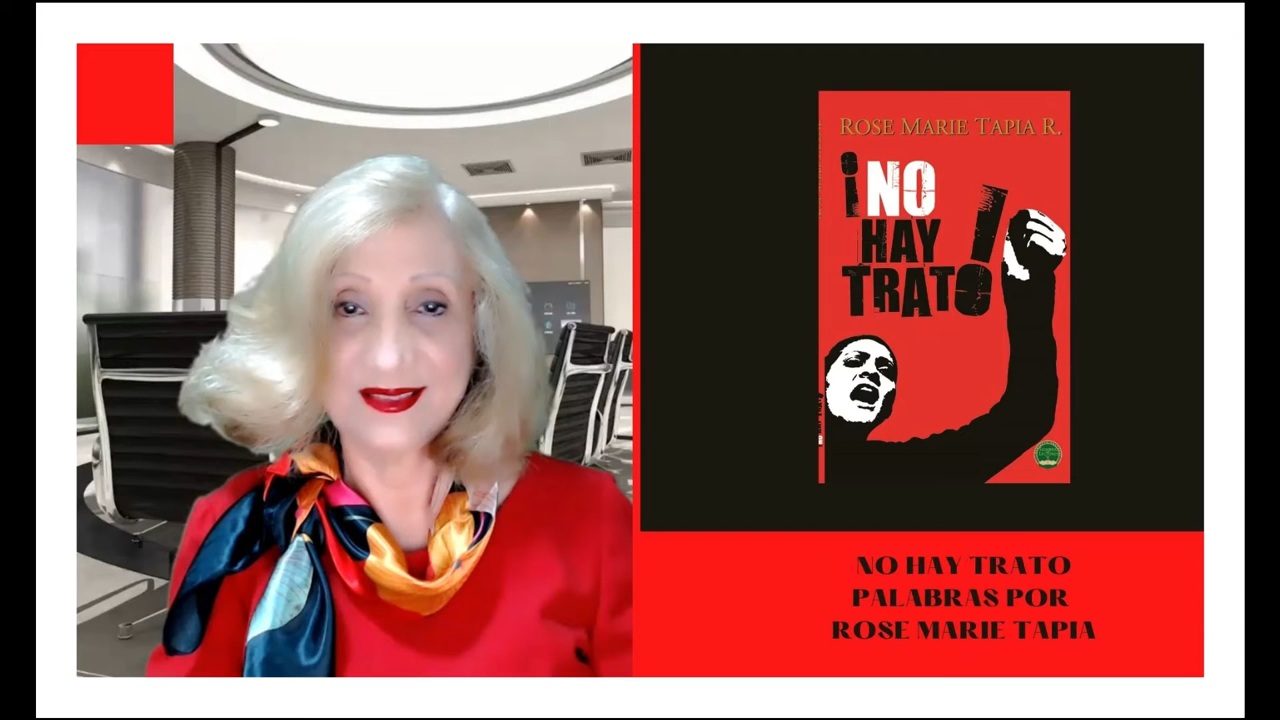 ROSE MARIE TAPIA R.
¡NO
HAY
TRATO!
NO HAY TRATO
PALABRAS POR
ROSE MARIE TAPIA